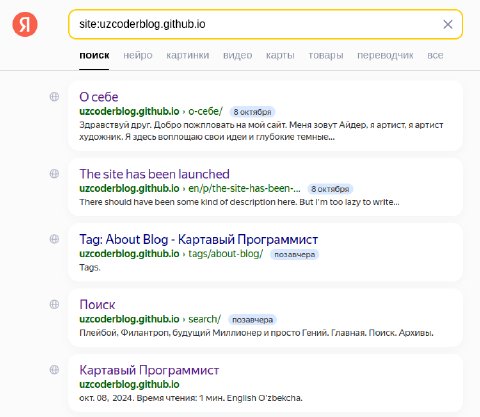 Я
site:uzcoderblog.github.io
поиск нейро картинки видео карты товары переводчик все
О себе
uzcoderblog.github.io › о-себе/ 8 октября
Здравствуй друг. Добро пожпловать на мой сайт. Меня зовут Айдер, я артист, я артист
художник. Я здесь воплощаю свои идеи и глубокие темные...
The site has been launched
uzcoderblog.github.io › en/p/the-site-has-been-... 8 октября
There should have been some kind of description here. But I'm too lazy to write...
Tag: About Blog - Картавый Программист
uzcoderblog.github.io › tags/about-blog/ позавчера
Tags.
Поиск
uzcoderblog.github.io › search/ позавчера
Плейбой, Филантроп, будущий Миллионер и просто Гений. Главная. Поиск. Архивы.
Картавый Программист
uzcoderblog.github.io
окт. 08, 2024. Время чтения: 1 мин. English O'zbekcha.